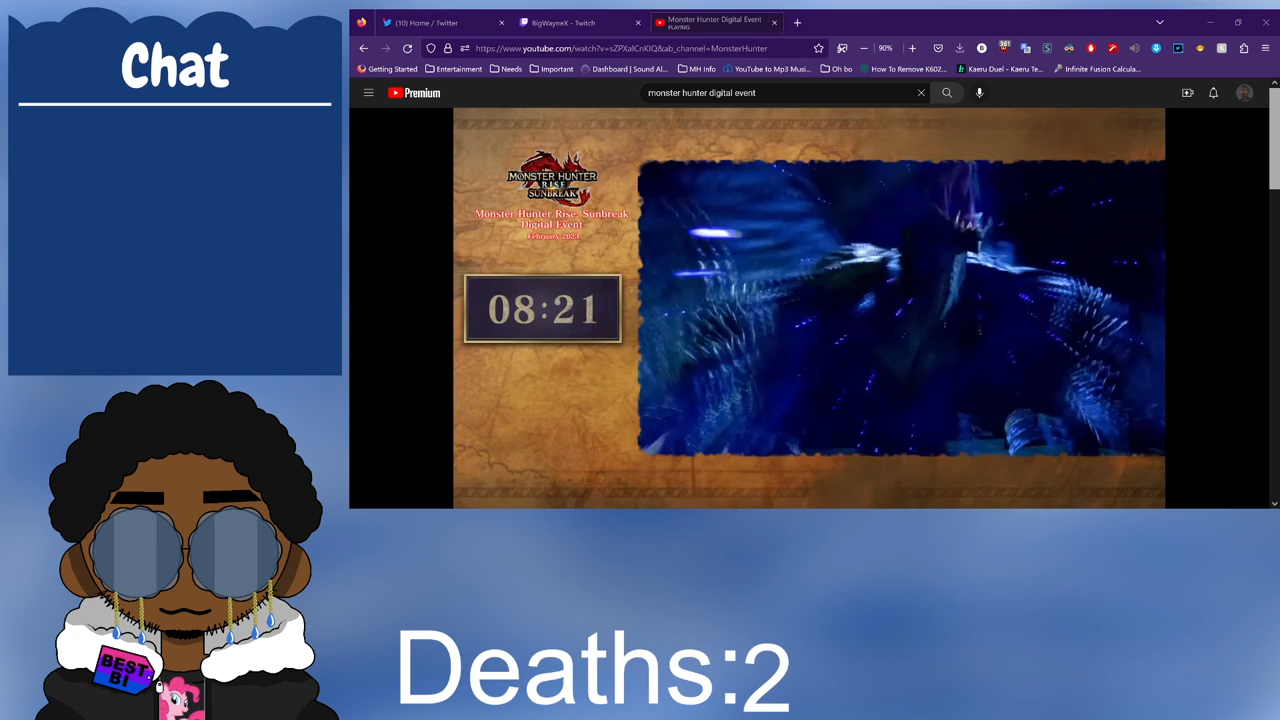 Chat
(10) Home / Twitter
BigWayneX - Twitch
Monster Hunter Digital Event
PLAYING
https://www.youtube.com/watch?v=sZPXalCnKIQ&ab_channel=MonsterHunter
90%
361
Getting Started
Entertainment
Needs
Important
Dashboard | Sound Al...
MH Info
YouTube to Mp3 Musi...
Oh bo
How To Remove K602...
Kaeru Duel - Kaeru Te...
Infinite Fusion Calcula...
Premium
monster hunter digital event
MONSTER HUNTER
RISE
SUNBREAK
Monster Hunter Rise: Sunbreak
Digital Event
February 2023
08:21
BEST
BI
Deaths:2